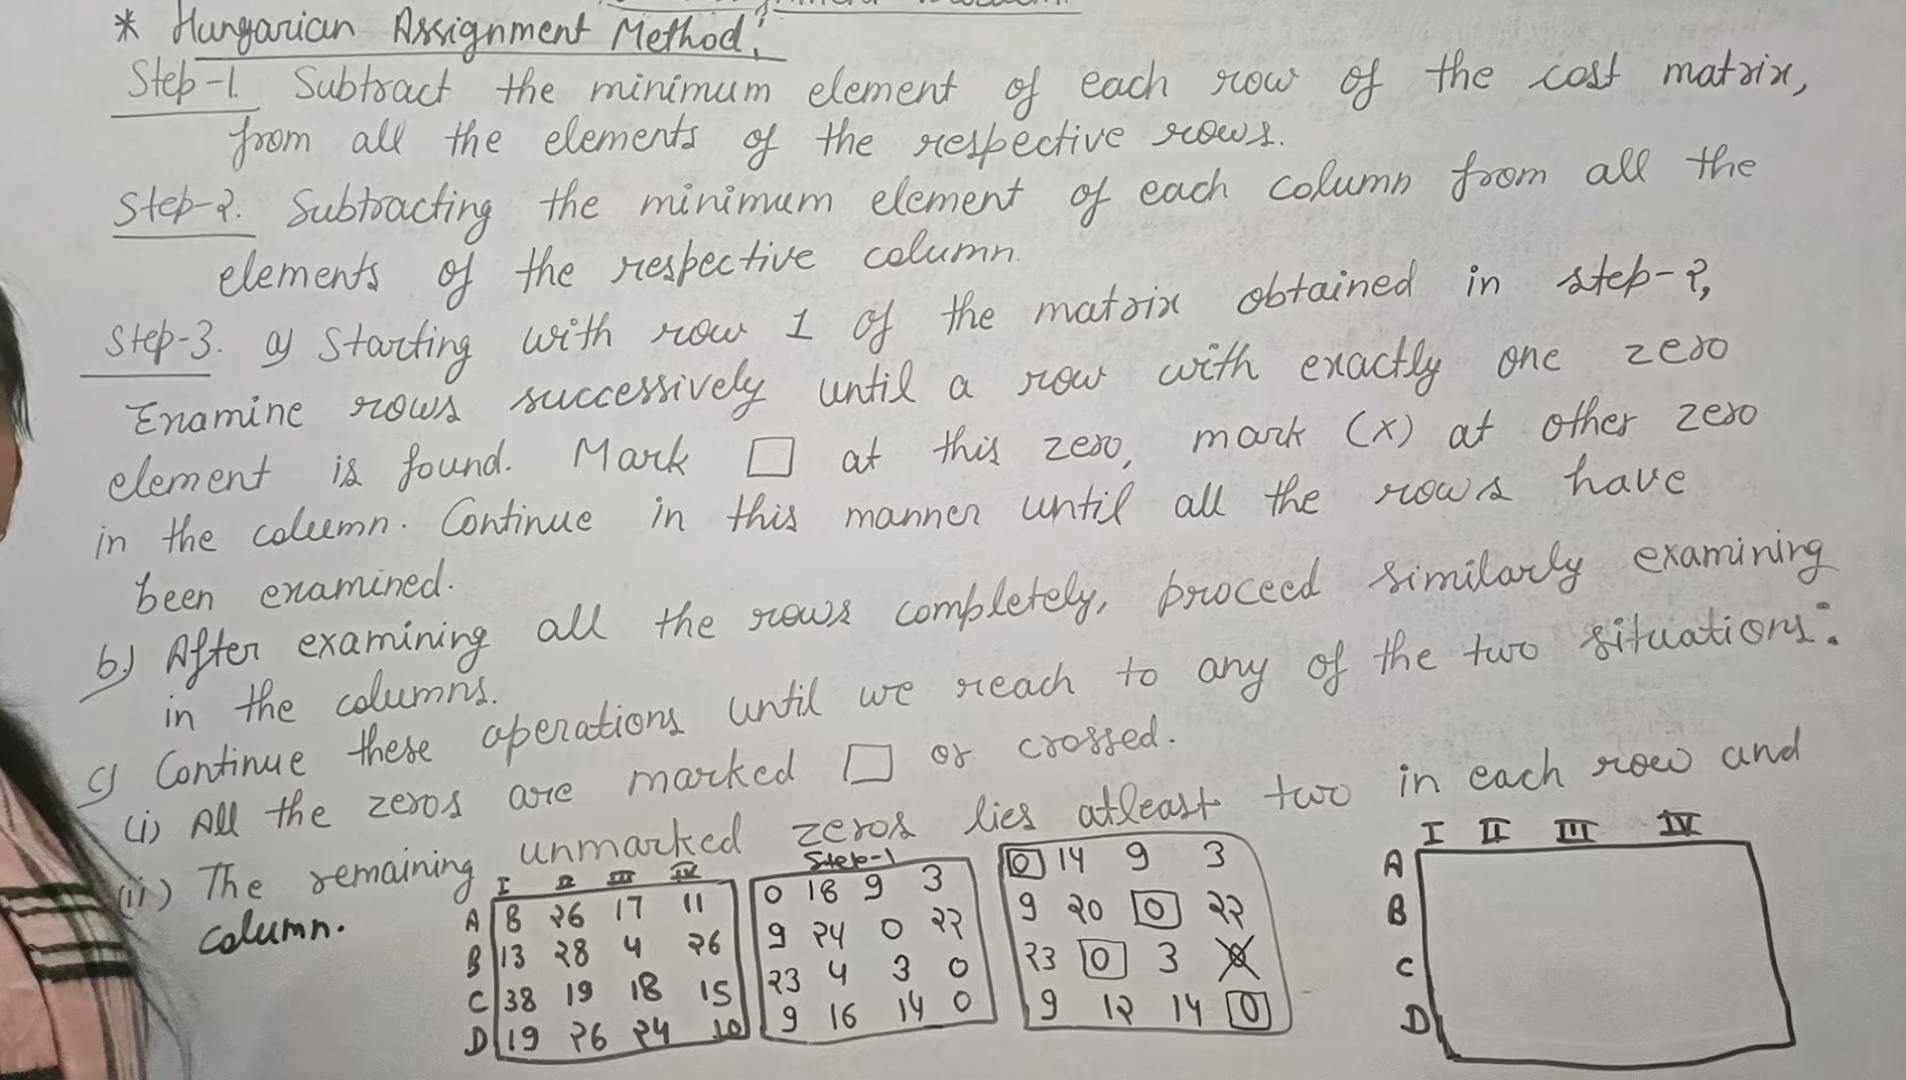 * Hungarian Assignment Method:
Step-1. Subtract the minimum element of each row of the cost matrix,
from all the elements of the respective rows.
Step-2. Subtracting the minimum element of each column from all the
elements of the respective column.
Step-3. a) Starting with row 1 of the matrix obtained in step-2,
Examine rows successively until a row with exactly one zero
element is found. Mark □ at this zero, mark (X) at other zero
in the column. Continue in this manner until all the rows have
been examined.
b.) After examining all the rows completely, proceed similarly examining
in the columns.
c) Continue these operations until we reach to any of the two situations:
(i) All the zeros are marked □ or crossed.
(ii) The remaining unmarked zeros lies atleast two in each row and
column.
I II III IV
A 8 26 17 11
B 13 28 4 26
C 38 19 18 15
D 19 26 24 10
Step-1
0 18 9 3
9 24 0 22
23 4 3 0
9 16 14 0
0 14 9 3
9 20 0 22
23 0 3 0
9 12 14 0
I II III IV
A
B
C
D